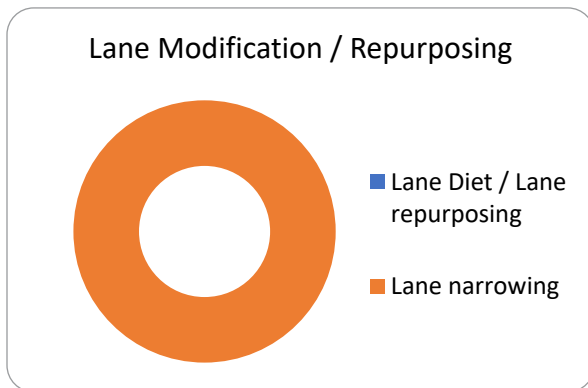 Lane Modification / Repurposing
Lane Diet / Lane
repurposing
Lane narrowing